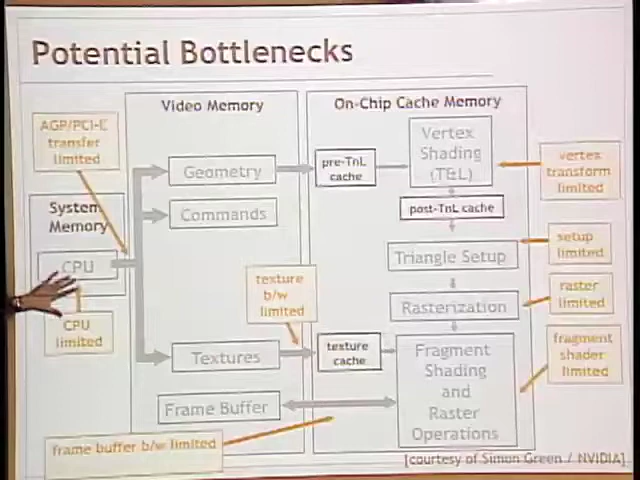 Potential Bottlenecks
Video Memory
On-Chip Cache Memory
AGP/PCI-E
transfer
limited
System
Memory
CPU
CPU
limited
Geometry
Commands
texture
b/w
limited
Textures
Frame Buffer
frame buffer b/w limited
pre-TnL
cache
Vertex
Shading
(T&L)
post-TnL cache
Triangle Setup
Rasterization
texture
cache
Fragment
Shading
and
Raster
Operations
vertex
transform
limited
setup
limited
raster
limited
fragment
shader
limited
[courtesy of Simon Green / NVIDIA]